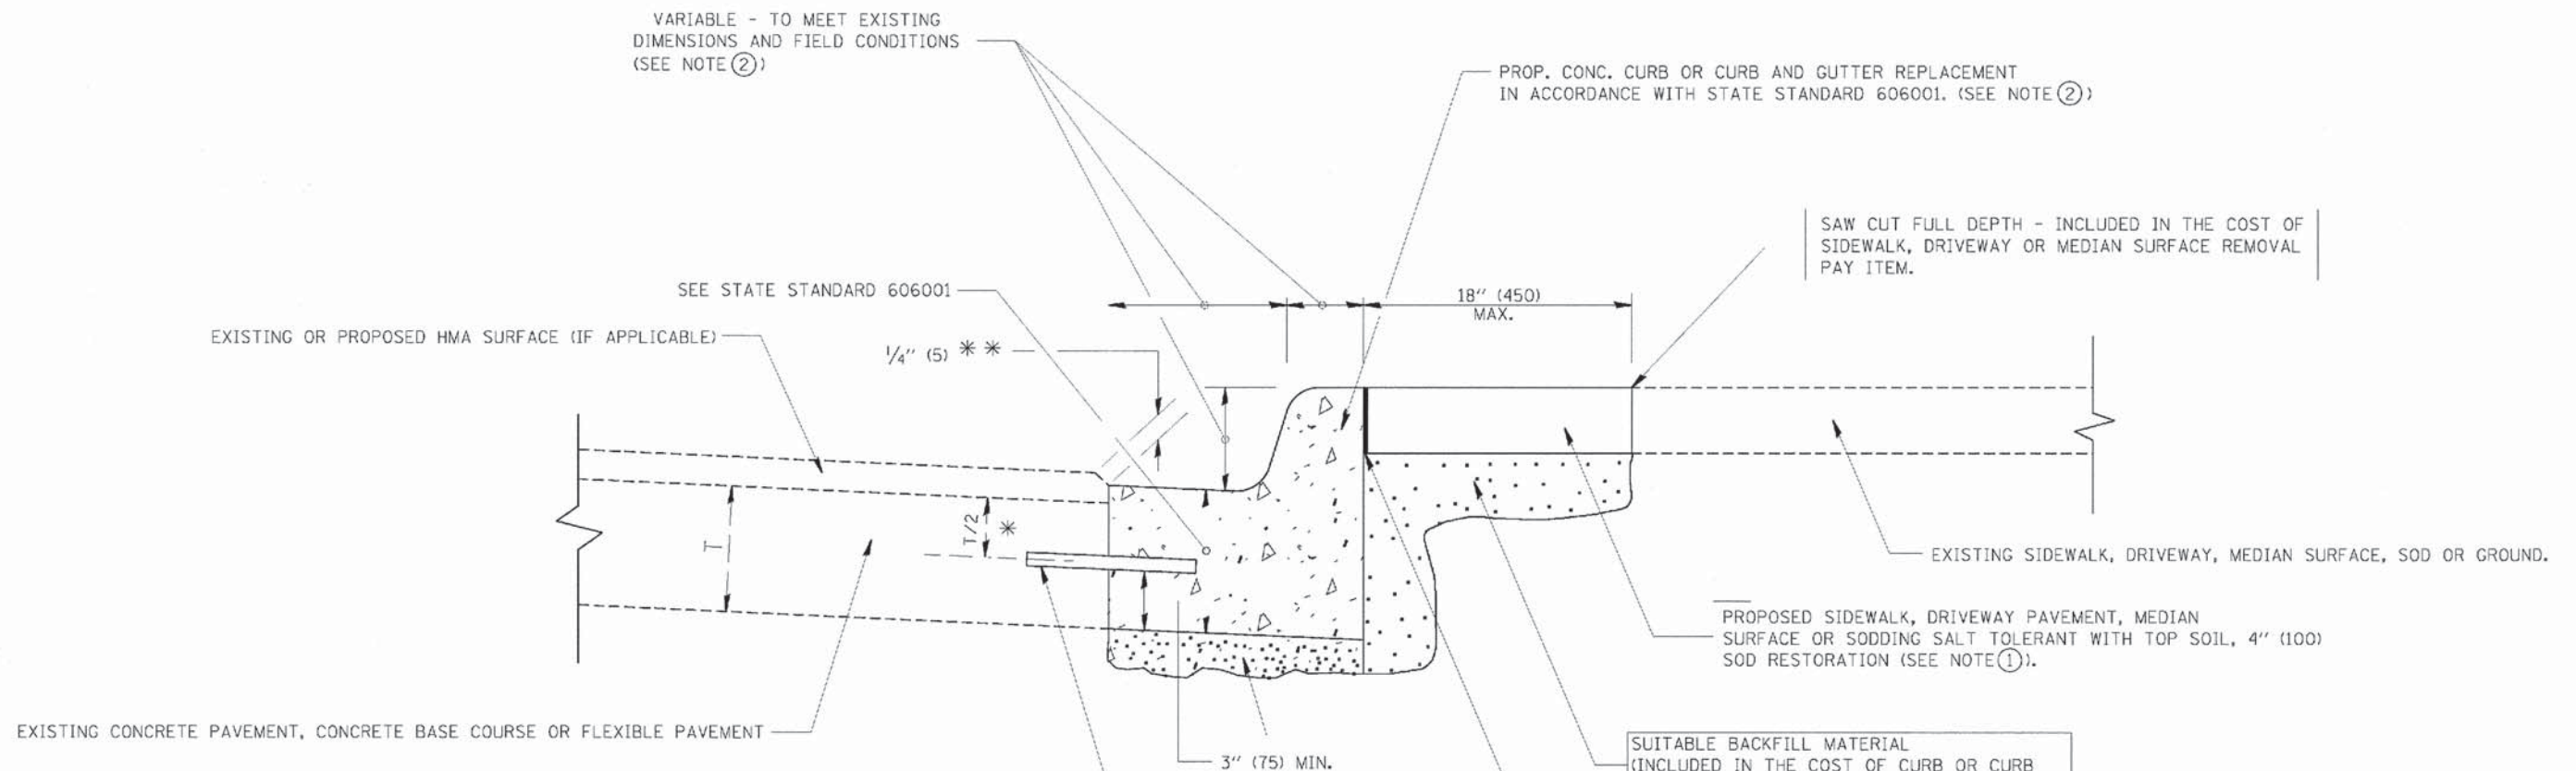 VARIABLE - TO MEET EXISTING
DIMENSIONS AND FIELD CONDITIONS
(SEE NOTE ②)
PROP. CONC. CURB OR CURB AND GUTTER REPLACEMENT
IN ACCORDANCE WITH STATE STANDARD 606001. (SEE NOTE ②)
SAW CUT FULL DEPTH - INCLUDED IN THE COST OF
SIDEWALK, DRIVEWAY OR MEDIAN SURFACE REMOVAL
PAY ITEM.
SEE STATE STANDARD 606001
18" (450)
MAX.
EXISTING OR PROPOSED HMA SURFACE (IF APPLICABLE)
1/4" (5) * *
T
T/2 *
EXISTING SIDEWALK, DRIVEWAY, MEDIAN SURFACE, SOD OR GROUND.
PROPOSED SIDEWALK, DRIVEWAY PAVEMENT, MEDIAN
SURFACE OR SODDING SALT TOLERANT WITH TOP SOIL, 4" (100)
SOD RESTORATION (SEE NOTE ①).
EXISTING CONCRETE PAVEMENT, CONCRETE BASE COURSE OR FLEXIBLE PAVEMENT
3" (75) MIN.
SUITABLE BACKFILL MATERIAL
(INCLUDED IN THE COST OF CURB OR CURB